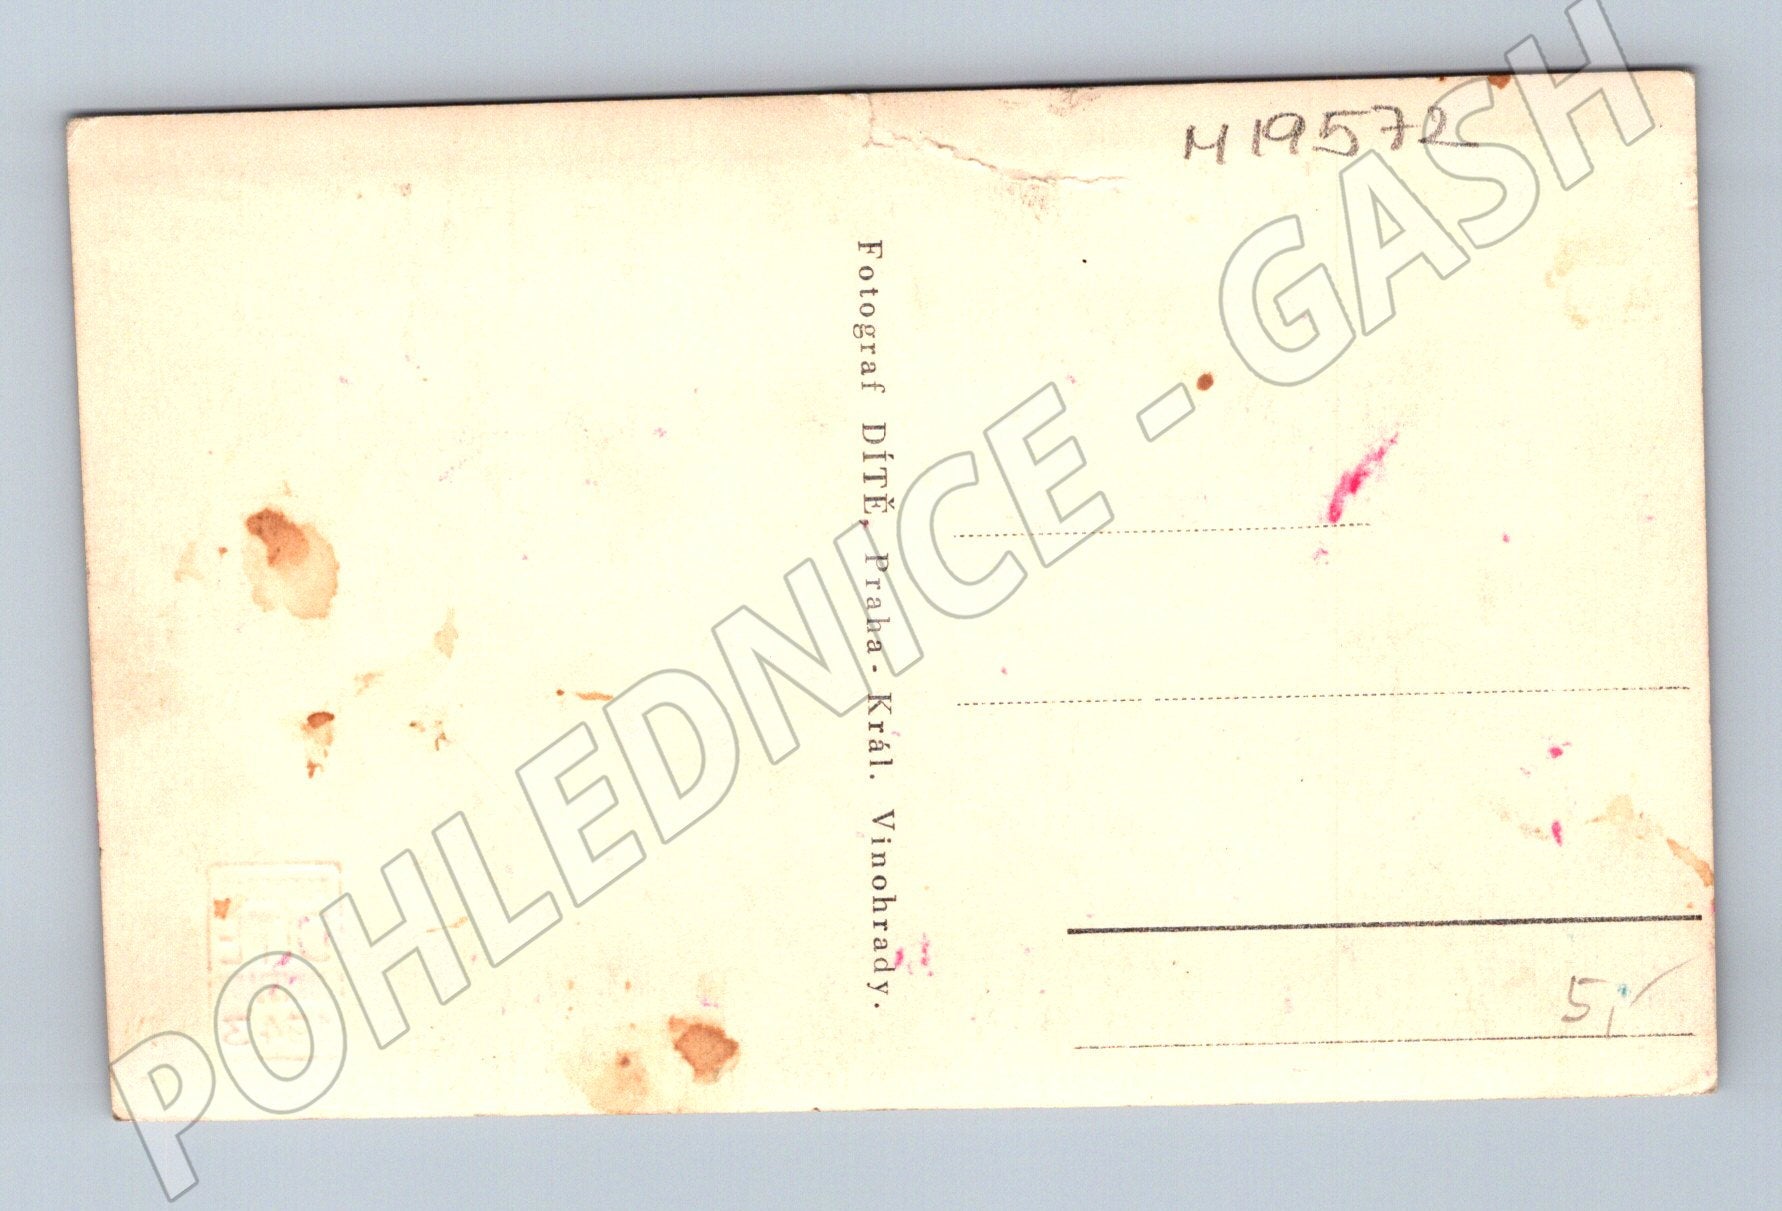 M19572
Fotograf DÍTĚ, Praha - Král. Vinohrady.
5,-
POHLEDNICE - GASH